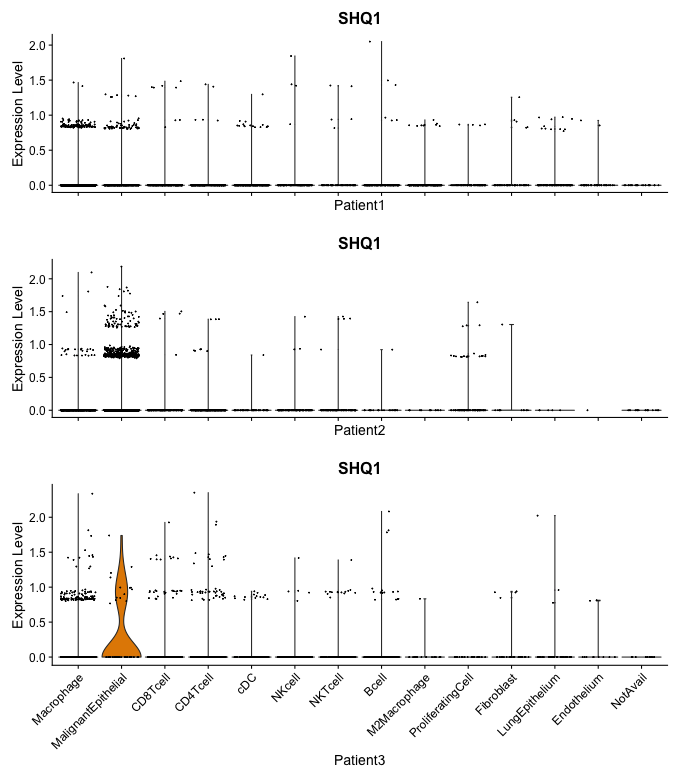 SHQ1
2.0
1.5
1.0
0.5
0.0
Expression Level
Patient1
SHQ1
2.0
1.5
1.0
0.5
0.0
Expression Level
Patient2
SHQ1
2.0
1.5
1.0
0.5
0.0
Expression Level
Macrophage
MalignantEpithelial
CD8Tcell
CD4Tcell
cDC
NKcell
NKTcell
Bcell
M2Macrophage
ProliferatingCell
Fibroblast
LungEpithelium
Endothelium
NotAvail
Patient3